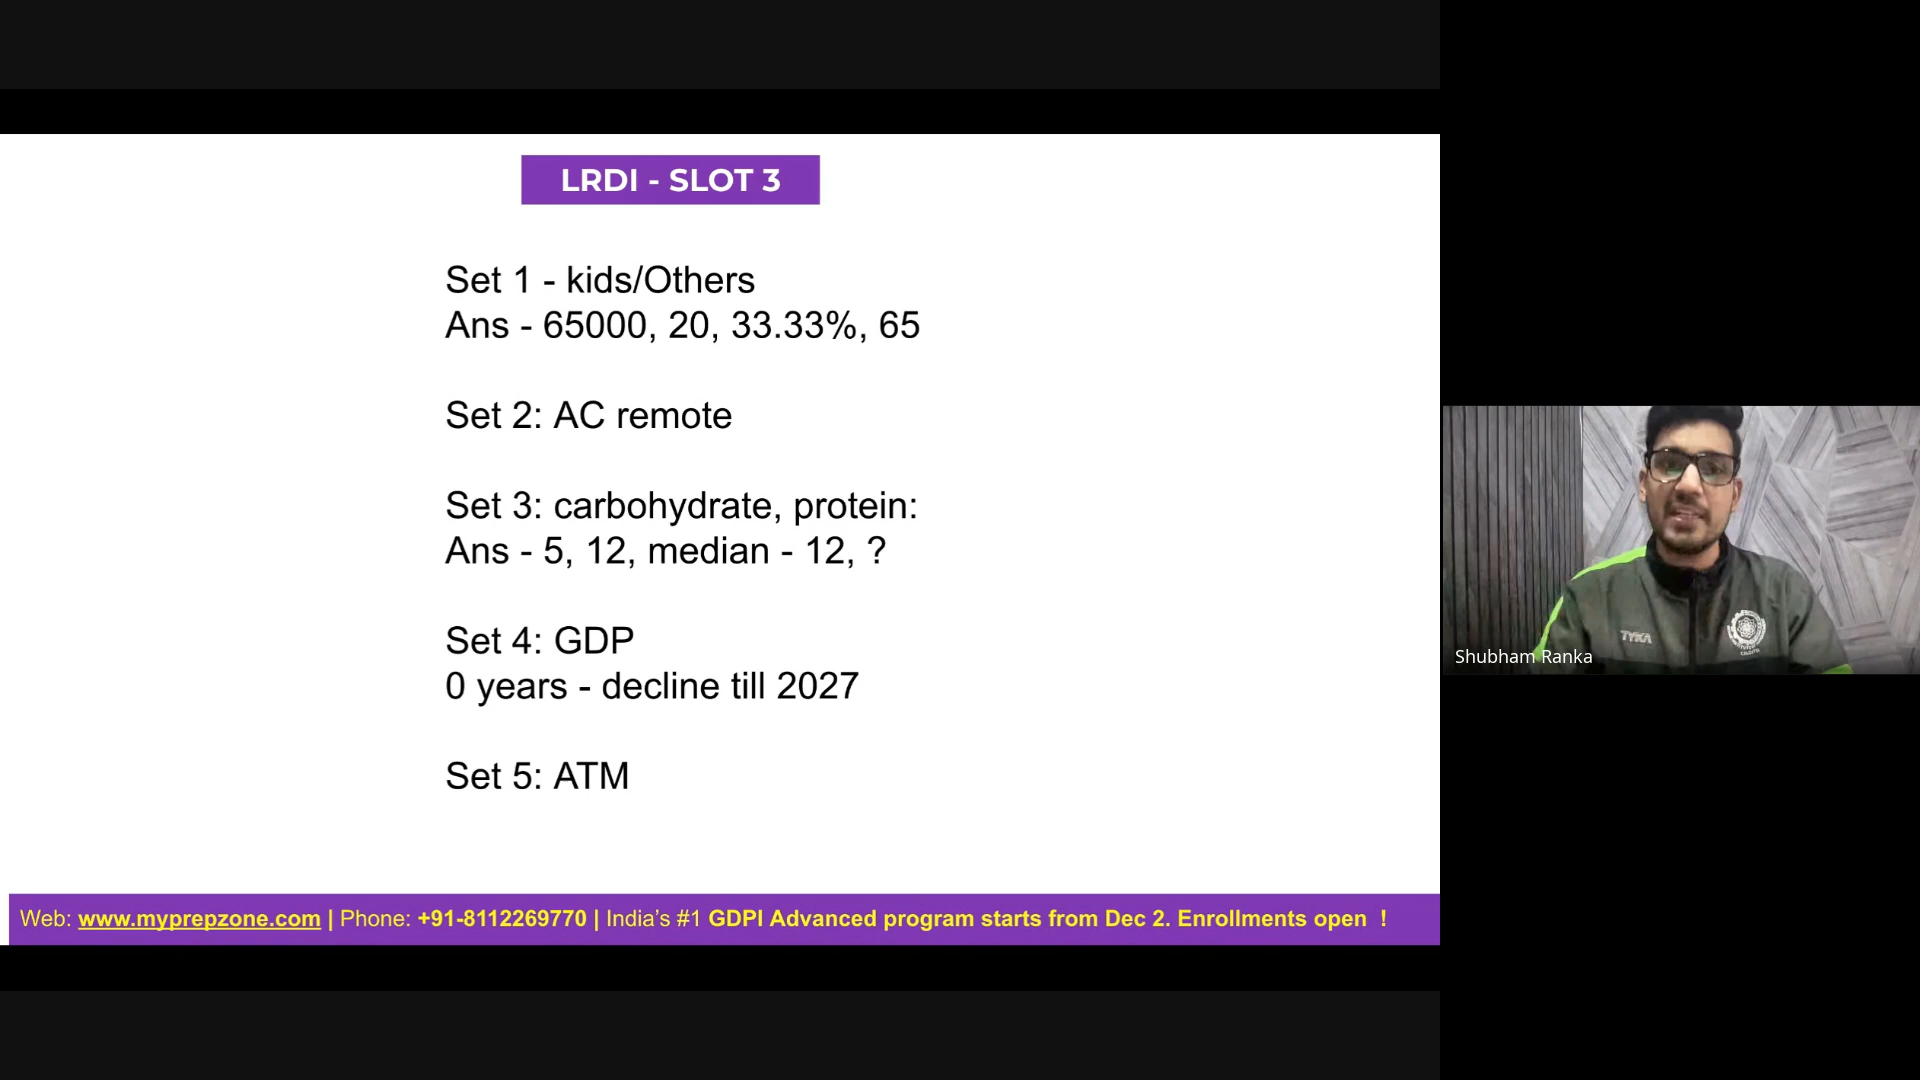 LRDI - SLOT 3
Set 1 - kids/Others
Ans - 65000, 20, 33.33%, 65
Set 2: AC remote
Set 3: carbohydrate, protein:
Ans - 5, 12, median - 12, ?
Set 4: GDP
0 years - decline till 2027
Set 5: ATM
TYKA
Shubham Ranka
Web: www.myprepzone.com | Phone: +91-8112269770 | India’s #1 GDPI Advanced program starts from Dec 2. Enrollments open !